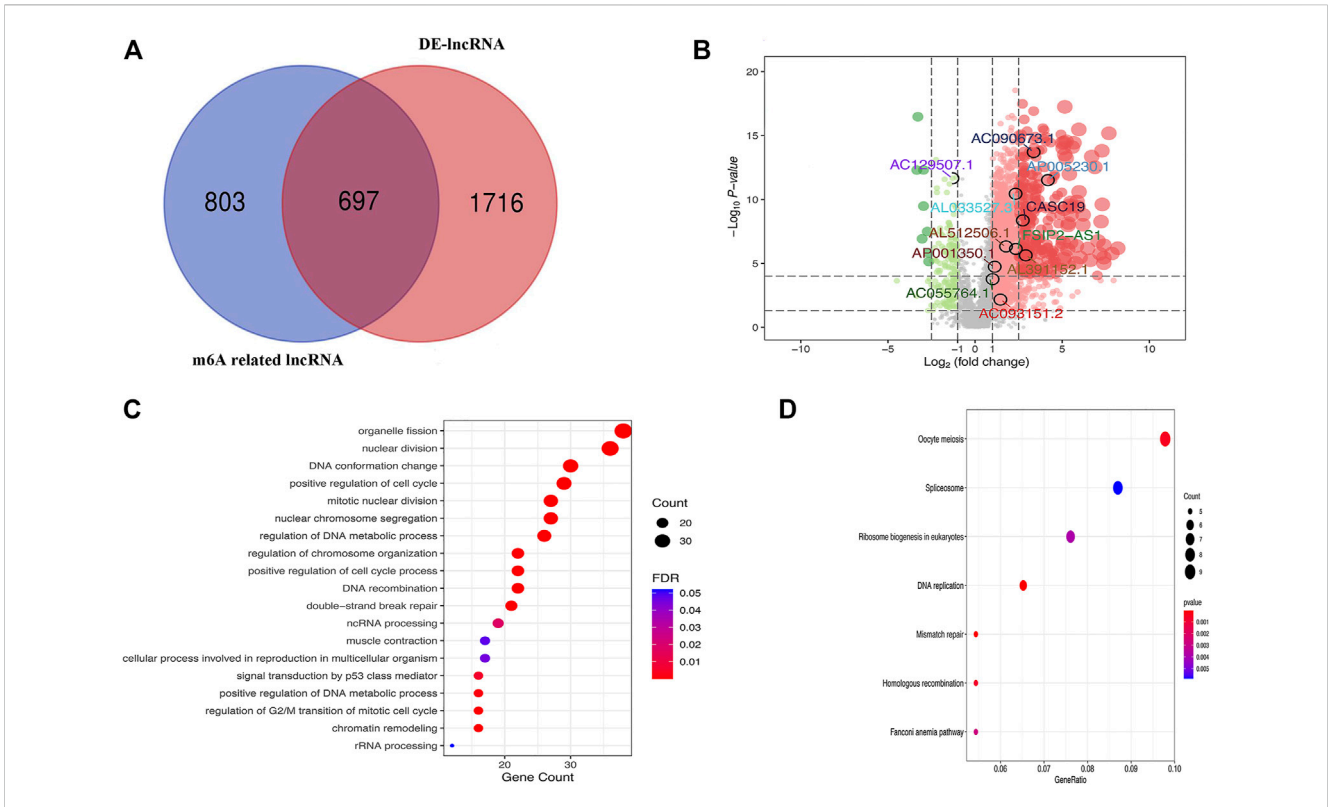 A
DE-lncRNA
803
697
1716
m6A related lncRNA
B
20
15
10
5
0
−Log10 P−value
AC090673.1
AC129507.1
AP005230.1
AL033527.3
CASC19
AL512506.1
FSIP2−AS1
AP001350.1
AL391152.1
AC055764.1
AC093151.2
−10
−5
−1
0
1
5
10
Log2 (fold change)
C
organelle fission
nuclear division
DNA conformation change
positive regulation of cell cycle
mitotic nuclear division
nuclear chromosome segregation
regulation of DNA metabolic process
regulation of chromosome organization
positive regulation of cell cycle process
DNA recombination
double−strand break repair
ncRNA processing
muscle contraction
cellular process involved in reproduction in multicellular organism
signal transduction by p53 class mediator
positive regulation of DNA metabolic process
regulation of G2/M transition of mitotic cell cycle
chromatin remodeling
rRNA processing
20
30
Gene Count
Count
20
30
FDR
0.05
0.04
0.03
0.02
0.01
D
Oocyte meiosis
Spliceosome
Ribosome biogenesis in eukaryotes
DNA replication
Mismatch repair
Homologous recombination
Fanconi anemia pathway
0.06
0.07
0.08
0.09
0.10
GeneRatio
Count
5
6
7
8
9
pvalue
0.001
0.002
0.003
0.004
0.005